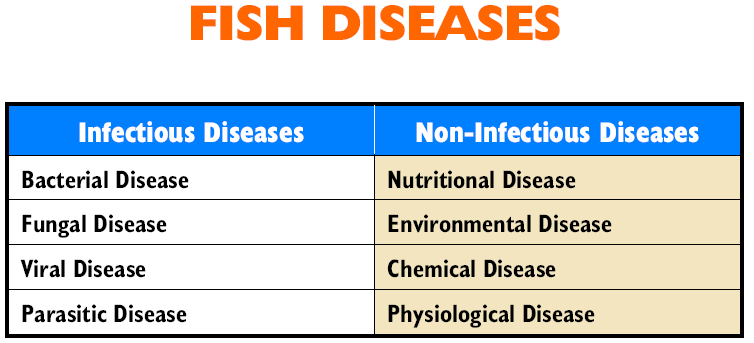 FISH DISEASES
Infectious Diseases Non-Infectious Diseases
Bacterial Disease Nutritional Disease
Fungal Disease Environmental Disease
Viral Disease Chemical Disease
Parasitic Disease Physiological Disease